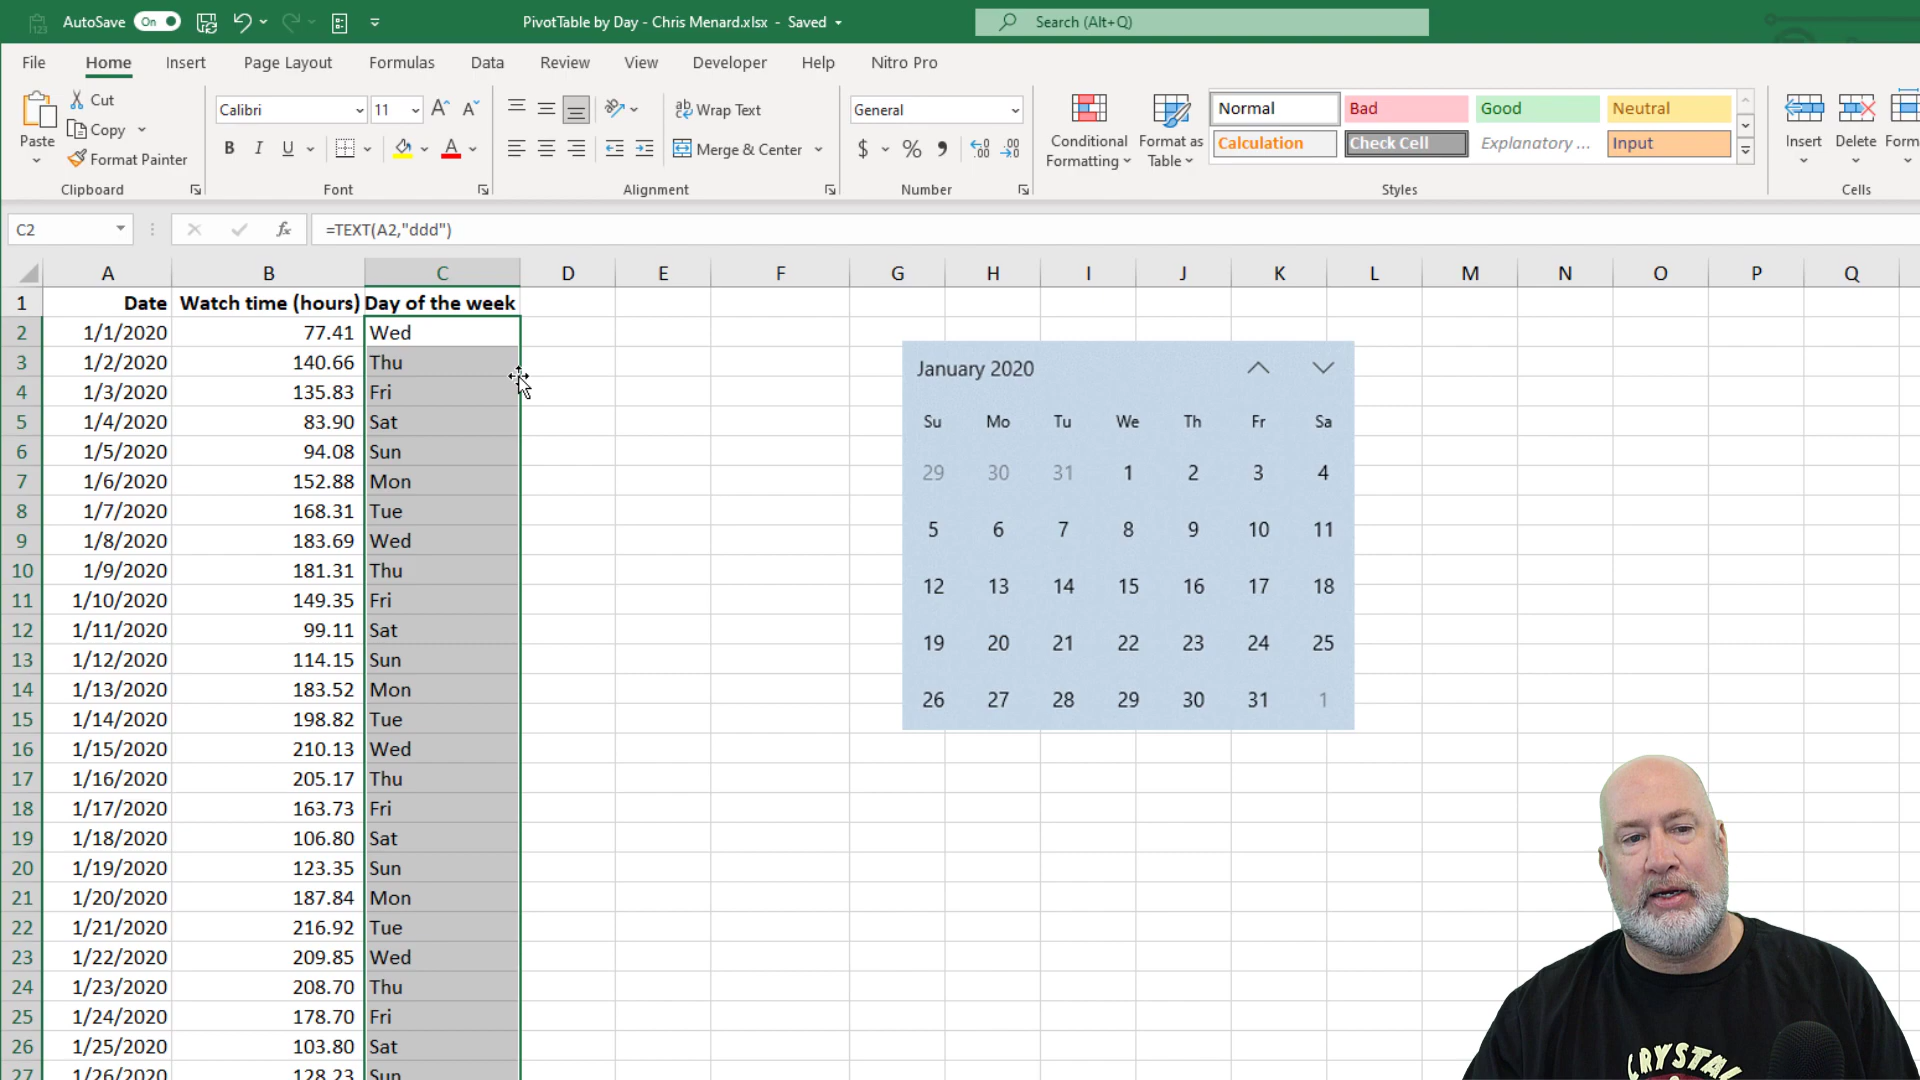 AutoSave On PivotTable by Day - Chris Menard.xlsx - Saved Search (Alt+Q)
File Home Insert Page Layout Formulas Data Review View Developer Help Nitro Pro
Paste Cut Copy Format Painter Clipboard
Calibri 11 B I U A Font
Wrap Text Merge & Center Alignment
General $ % Number
Conditional Formatting Format as Table
Normal Bad Good Neutral
Calculation Check Cell Explanatory ... Input
Styles
Insert Delete Form Cells
C2 fx =TEXT(A2,"ddd")
A B C D E F G H I J K L M N O P Q
1 Date Watch time (hours) Day of the week
2 1/1/2020 77.41 Wed
3 1/2/2020 140.66 Thu
4 1/3/2020 135.83 Fri
5 1/4/2020 83.90 Sat
6 1/5/2020 94.08 Sun
7 1/6/2020 152.88 Mon
8 1/7/2020 168.31 Tue
9 1/8/2020 183.69 Wed
10 1/9/2020 181.31 Thu
11 1/10/2020 149.35 Fri
12 1/11/2020 99.11 Sat
13 1/12/2020 114.15 Sun
14 1/13/2020 183.52 Mon
15 1/14/2020 198.82 Tue
16 1/15/2020 210.13 Wed
17 1/16/2020 205.17 Thu
18 1/17/2020 163.73 Fri
19 1/18/2020 106.80 Sat
20 1/19/2020 123.35 Sun
21 1/20/2020 187.84 Mon
22 1/21/2020 216.92 Tue
23 1/22/2020 209.85 Wed
24 1/23/2020 208.70 Thu
25 1/24/2020 178.70 Fri
26 1/25/2020 103.80 Sat
27 1/26/2020 128.23 Sun
January 2020
Su Mo Tu We Th Fr Sa
29 30 31 1 2 3 4
5 6 7 8 9 10 11
12 13 14 15 16 17 18
19 20 21 22 23 24 25
26 27 28 29 30 31 1
CRYSTAL